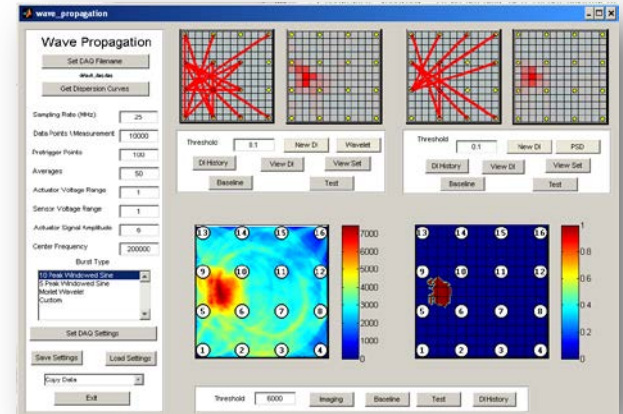 wave_propagation
Wave Propagation
Set DAQ Filename
Get Dispersion Curves
Sampling Rate (MHz) 25
Data Points \Measurement 10000
Pretrigger Points 100
Averages 50
Actuator Voltage Range 1
Sensor Voltage Range 1
Actuator Signal Amplitude 6
Center Frequency 200000
Burst Type
10 Peak Windowed Sine
5 Peak Windowed Sine
Morlet Wavelet
Custom
Set DAQ Settings
Save Settings Load Settings
Copy Data
Exit
Threshold 0.1 New DI Wavelet
DI History View DI View Set
Baseline Test
Threshold 0.1 New DI PSD
DI History View DI View Set
Baseline Test
13 14 15 16
9 10 11 12
5 6 7 8
1 2 3 4
7000
6000
5000
4000
3000
2000
1000
0
13 14 15 16
9 10 11 12
5 6 7 8
1 2 3 4
1
0.8
0.6
0.4
0.2
0
Threshold 6000 Imaging Baseline Test DI History